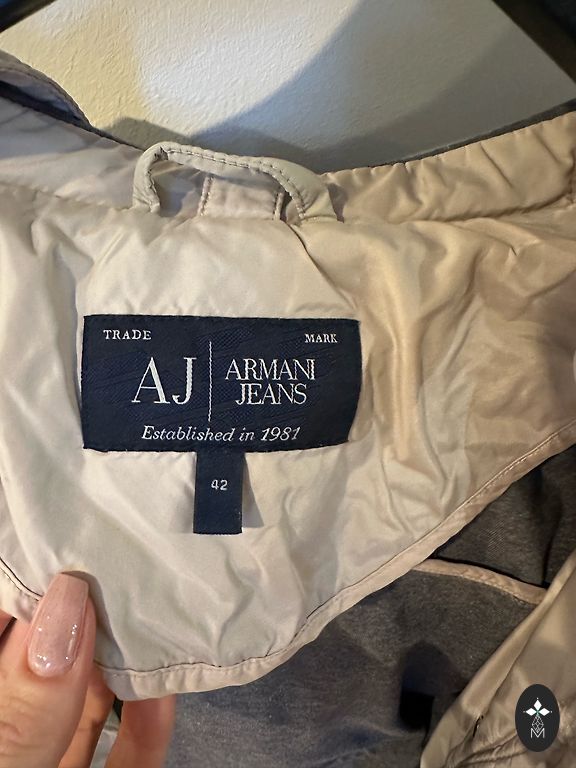 TRADE MARK
AJ ARMANI
JEANS
Established in 1981
42
M